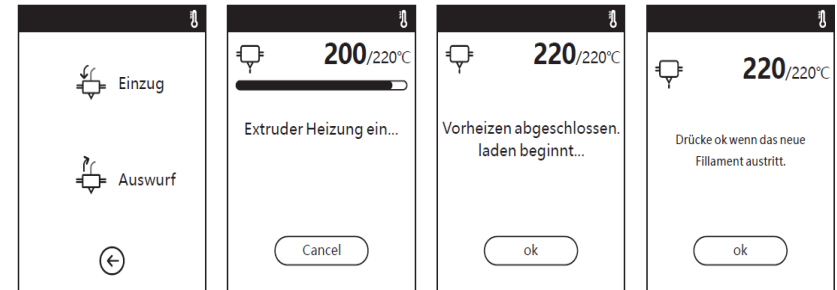 Einzug
Auswurf
200/220℃
Extruder Heizung ein...
Cancel
220/220℃
Vorheizen abgeschlossen.
laden beginnt...
ok
220/220℃
Drücke ok wenn das neue
Fillament austritt.
ok